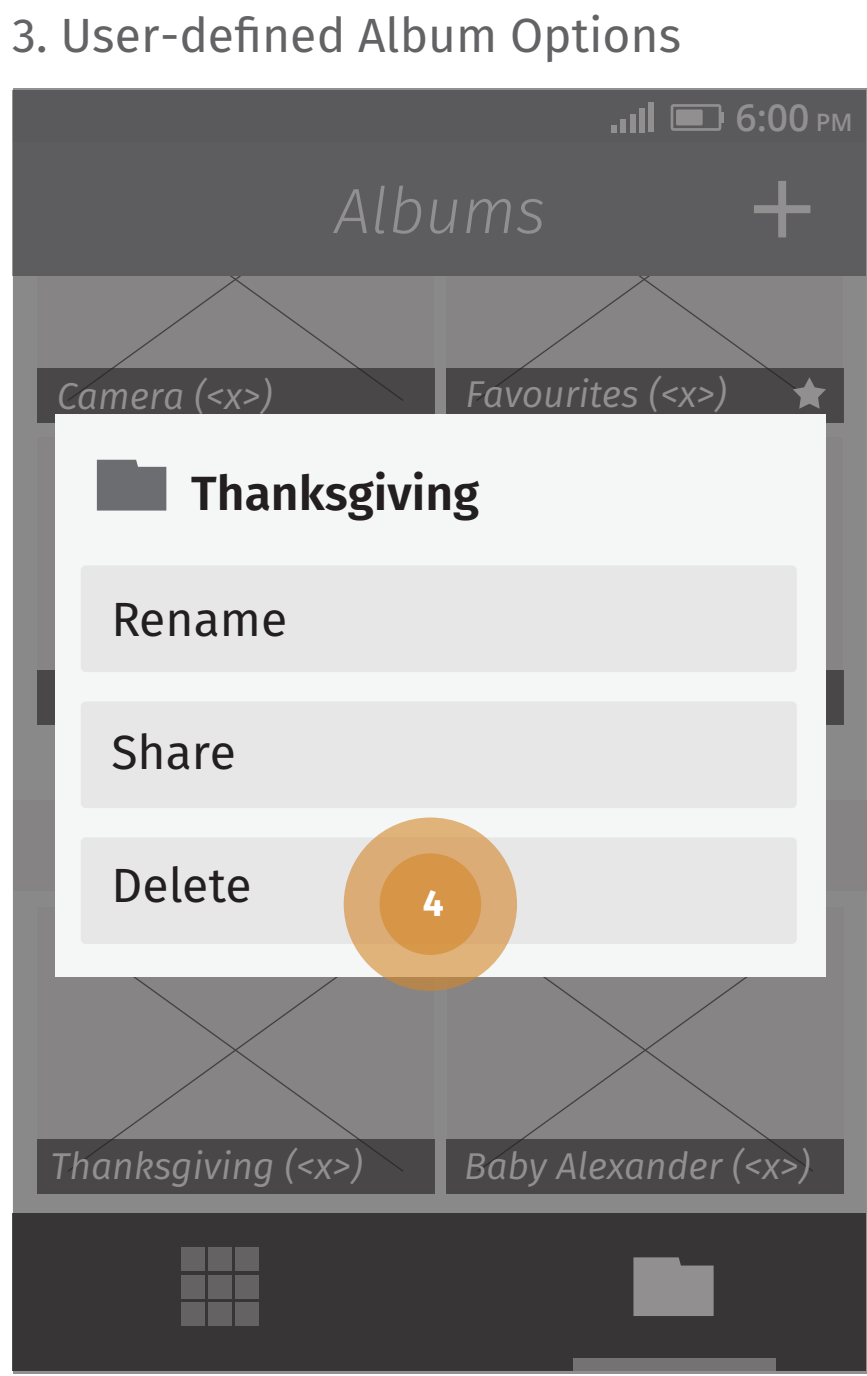 3. User-defined Album Options
6:00 PM
Albums
Camera (<x>)
Favourites (<x>)
Thanksgiving
Rename
Share
Delete
4
Thanksgiving (<x>)
Baby Alexander (<x>)